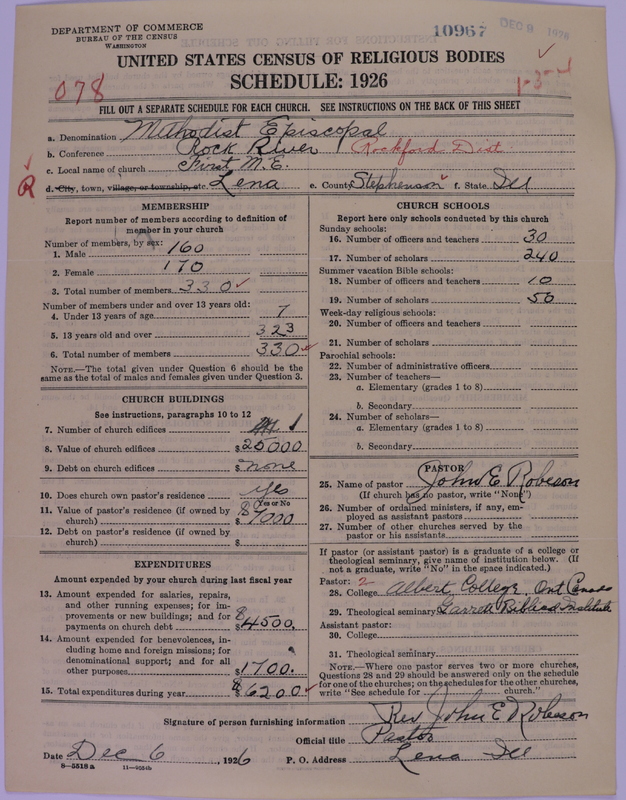 DEPARTMENT OF COMMERCE
BUREAU OF THE CENSUS
WASHINGTON
10967
DEC 9 1926
UNITED STATES CENSUS OF RELIGIOUS BODIES
SCHEDULE: 1926
078
1-3-4
FILL OUT A SEPARATE SCHEDULE FOR EACH CHURCH. SEE INSTRUCTIONS ON THE BACK OF THIS SHEET
a. Denomination Methodist Episcopal
b. Conference Rock River Rockford Dist
c. Local name of church First M.E.
R
d. City, town, village, or township, etc. Lena e. County Stephenson f. State Ill
MEMBERSHIP
Report number of members according to definition of
member in your church
Number of members, by sex:
1. Male 160
2. Female 170
3. Total number of members 330
Number of members under and over 13 years old:
4. Under 13 years of age 7
5. 13 years old and over 323
6. Total number of members 330
NOTE.—The total given under Question 6 should be
same as the total of males and females given under Question 3.
CHURCH BUILDINGS
See instructions, paragraphs 10 to 12
7. Number of church edifices 1
8. Value of church edifices $25000
9. Debt on church edifices $ none
10. Does church own pastor's residence yes
Yes or No
11. Value of pastor's residence (if owned by
church) $7000
12. Debt on pastor's residence (if owned by
church) $
EXPENDITURES
Amount expended by your church during last fiscal year
13. Amount expended for salaries, repairs,
and other running expenses; for im-
provements or new buildings; and for
payments on church debt $4500.
14. Amount expended for benevolences, in-
cluding home and foreign missions; for
denominational support; and for all
other purposes $1700.
15. Total expenditures during year $6200
CHURCH SCHOOLS
Report here only schools conducted by this church
Sunday schools:
16. Number of officers and teachers 30
17. Number of scholars 240
Summer vacation Bible schools:
18. Number of officers and teachers 10
19. Number of scholars 50
Week-day religious schools:
20. Number of officers and teachers
21. Number of scholars
Parochial schools:
22. Number of administrative officers
23. Number of teachers—
a. Elementary (grades 1 to 8)
b. Secondary
24. Number of scholars—
a. Elementary (grades 1 to 8)
b. Secondary
PASTOR
25. Name of pastor John E Robeson
(If church has no pastor, write "None")
26. Number of ordained ministers, if any, em-
ployed as assistant pastors
27. Number of other churches served by the
pastor or his assistants
If pastor (or assistant pastor) is a graduate of a college or
theological seminary, give name of institution below. (If
not a graduate, write "No" in the space indicated.)
Pastor: 2
28. College Albert College, Ont Canada
29. Theological seminary Garrett Biblical Institute
Assistant pastor:
30. College
31. Theological seminary
NOTE.—Where one pastor serves two or more churches,
Questions 28 and 29 should be answered only on the schedule
for one of the churches; on the schedules for the other churches,
write "See schedule for church."
Signature of person furnishing information Rev John E Robeson
Official title Pastor
Date Dec 6, 1926 P. O. Address Lena Ill
8—5518a 11—9554b